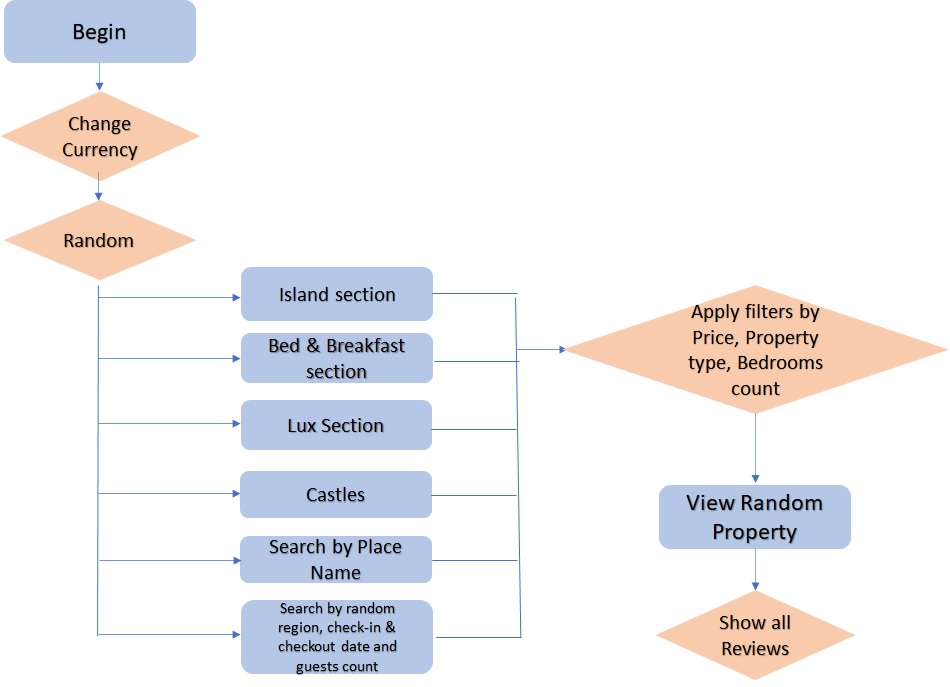 Begin
Change
Currency
Random
Island section
Bed & Breakfast
section
Lux Section
Castles
Search by Place
Name
Search by random
region, check-in &
checkout date and
guests count
Apply filters by
Price, Property
type, Bedrooms
count
View Random
Property
Show all
Reviews